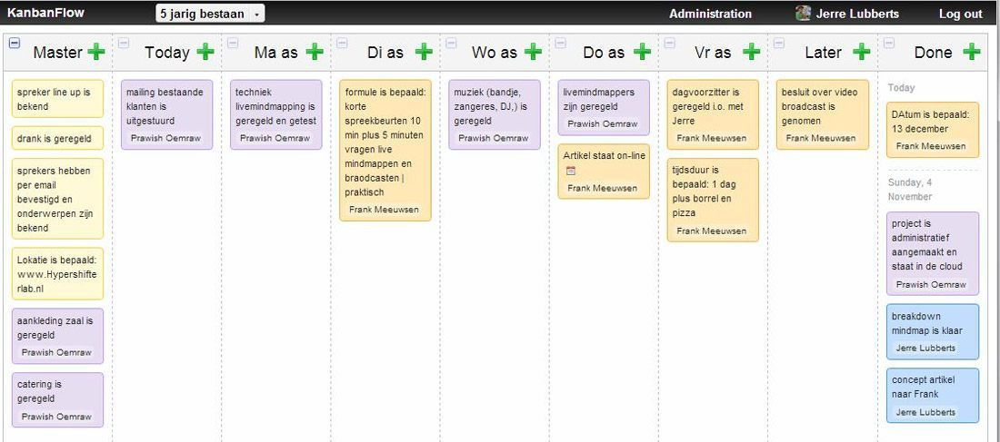 KanbanFlow
5 jarig bestaan
Administration
Jerre Lubberts
Log out
Master
Today
Ma as
Di as
Wo as
Do as
Vr as
Later
Done
spreker line up is
bekend
drank is geregeld
sprekers hebben
per email
bevestigd en
onderwerpen zijn
bekend
Lokatie is bepaald:
www.Hypershifte
rlab.nl
aankleding zaal is
geregeld
Prawish Oemraw
catering is
geregeld
Prawish Oemraw
mailing bestaande
klanten is
uitgestuurd
Prawish Oemraw
techniek
livemindmapping is
geregeld en getest
Prawish Oemraw
formule is bepaald:
korte
spreekbeurten 10
min plus 5 minuten
vragen live
mindmappen en
braodcasten |
praktisch
Frank Meeuwsen
muziek (bandje,
zangeres, DJ,) is
geregeld
Prawish Oemraw
livemindmappers
zijn geregeld
Prawish Oemraw
Artikel staat on-line
Frank Meeuwsen
dagvoorzitter is
geregeld i.o. met
Jerre
Frank Meeuwsen
tijdsduur is
bepaald: 1 dag
plus borrel en
pizza
Frank Meeuwsen
besluit over video
broadcast is
genomen
Frank Meeuwsen
Today
DAtum is bepaald:
13 december
Frank Meeuwsen
Sunday, 4
November
project is
administratief
aangemaakt en
staat in de cloud
Prawish Oemraw
breakdown
mindmap is klaar
Jerre Lubberts
concept artikel
naar Frank
Jerre Lubberts